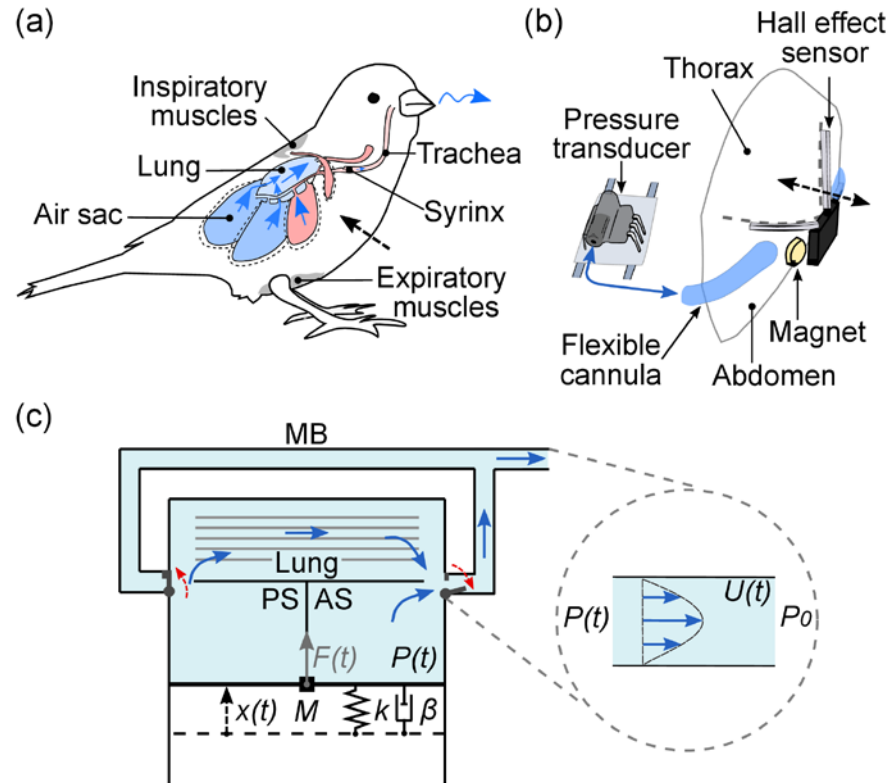 (a)
Inspiratory
muscles
Lung
Air sac
Trachea
Syrinx
Expiratory
muscles
(b)
Hall effect
sensor
Thorax
Pressure
transducer
Flexible
cannula
Magnet
Abdomen
(c)
MB
Lung
PS AS
F(t)
P(t)
x(t)
M
k
β
P(t)
U(t)
P0